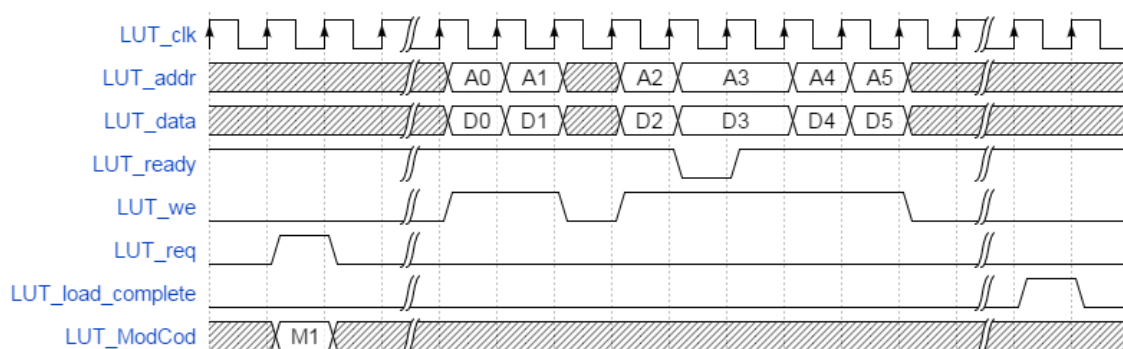 LUT_clk
LUT_addr A0 A1 A2 A3 A4 A5
LUT_data D0 D1 D2 D3 D4 D5
LUT_ready
LUT_we
LUT_req
LUT_load_complete
LUT_ModCod M1